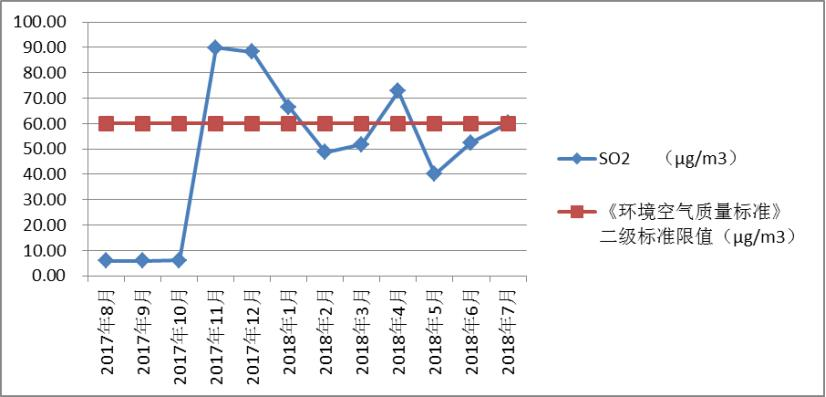 100.00
90.00
80.00
70.00
60.00
50.00
40.00
30.00
20.00
10.00
0.00
2017年8月
2017年9月
2017年10月
2017年11月
2017年12月
2018年1月
2018年2月
2018年3月
2018年4月
2018年5月
2018年6月
2018年7月
SO2 （μg/m3）
《环境空气质量标准》
二级标准限值（μg/m3）